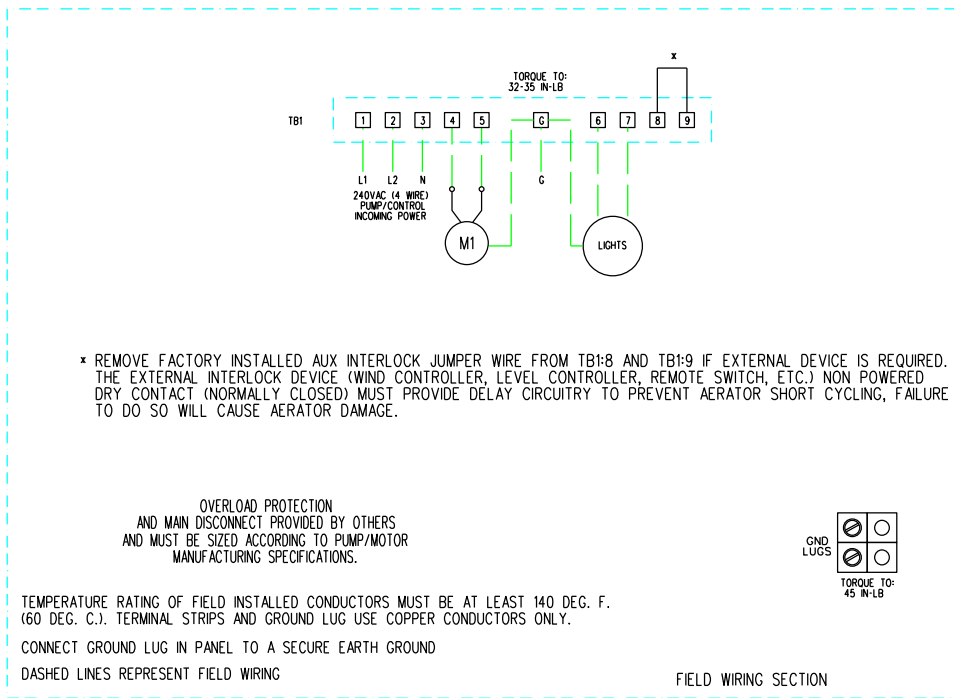 x
TORQUE TO:
32-35 IN-LB
TB1
1 2 3 4 5 G 6 7 8 9
L1 L2 N G
240VAC (4 WIRE)
PUMP/CONTROL
INCOMING POWER
M1
LIGHTS
x REMOVE FACTORY INSTALLED AUX INTERLOCK JUMPER WIRE FROM TB1:8 AND TB1:9 IF EXTERNAL DEVICE IS REQUIRED.
THE EXTERNAL INTERLOCK DEVICE (WIND CONTROLLER, LEVEL CONTROLLER, REMOTE SWITCH, ETC.) NON POWERED
DRY CONTACT (NORMALLY CLOSED) MUST PROVIDE DELAY CIRCUITRY TO PREVENT AERATOR SHORT CYCLING, FAILURE
TO DO SO WILL CAUSE AERATOR DAMAGE.
OVERLOAD PROTECTION
AND MAIN DISCONNECT PROVIDED BY OTHERS
AND MUST BE SIZED ACCORDING TO PUMP/MOTOR
MANUFACTURING SPECIFICATIONS.
GND
LUGS
TORQUE TO:
45 IN-LB
TEMPERATURE RATING OF FIELD INSTALLED CONDUCTORS MUST BE AT LEAST 140 DEG. F.
(60 DEG. C.). TERMINAL STRIPS AND GROUND LUG USE COPPER CONDUCTORS ONLY.
CONNECT GROUND LUG IN PANEL TO A SECURE EARTH GROUND
DASHED LINES REPRESENT FIELD WIRING
FIELD WIRING SECTION